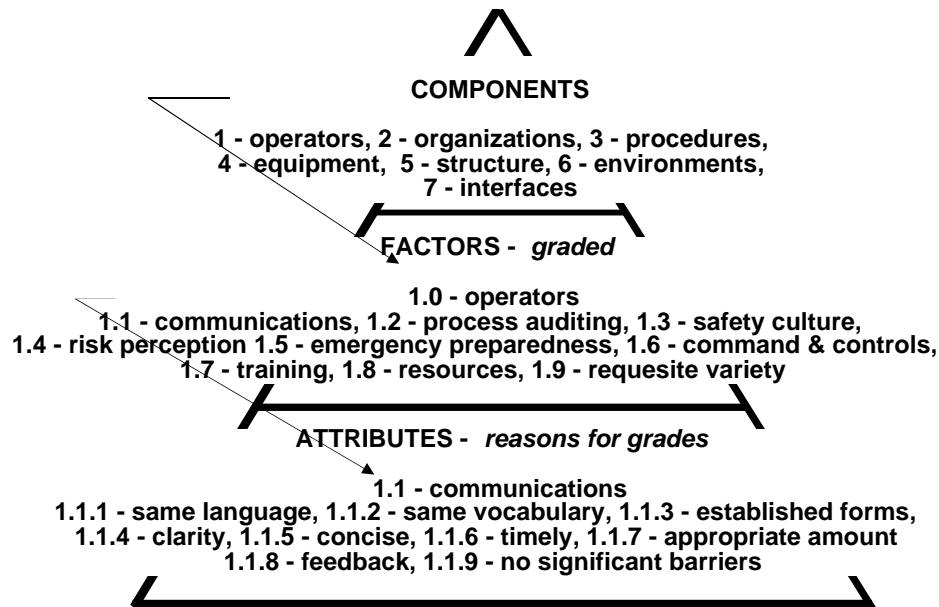 COMPONENTS
1 - operators, 2 - organizations, 3 - procedures,
4 - equipment, 5 - structure, 6 - environments,
7 - interfaces
FACTORS - graded
1.0 - operators
1.1 - communications, 1.2 - process auditing, 1.3 - safety culture,
1.4 - risk perception 1.5 - emergency preparedness, 1.6 - command & controls,
1.7 - training, 1.8 - resources, 1.9 - requesite variety
ATTRIBUTES - reasons for grades
1.1 - communications
1.1.1 - same language, 1.1.2 - same vocabulary, 1.1.3 - established forms,
1.1.4 - clarity, 1.1.5 - concise, 1.1.6 - timely, 1.1.7 - appropriate amount
1.1.8 - feedback, 1.1.9 - no significant barriers